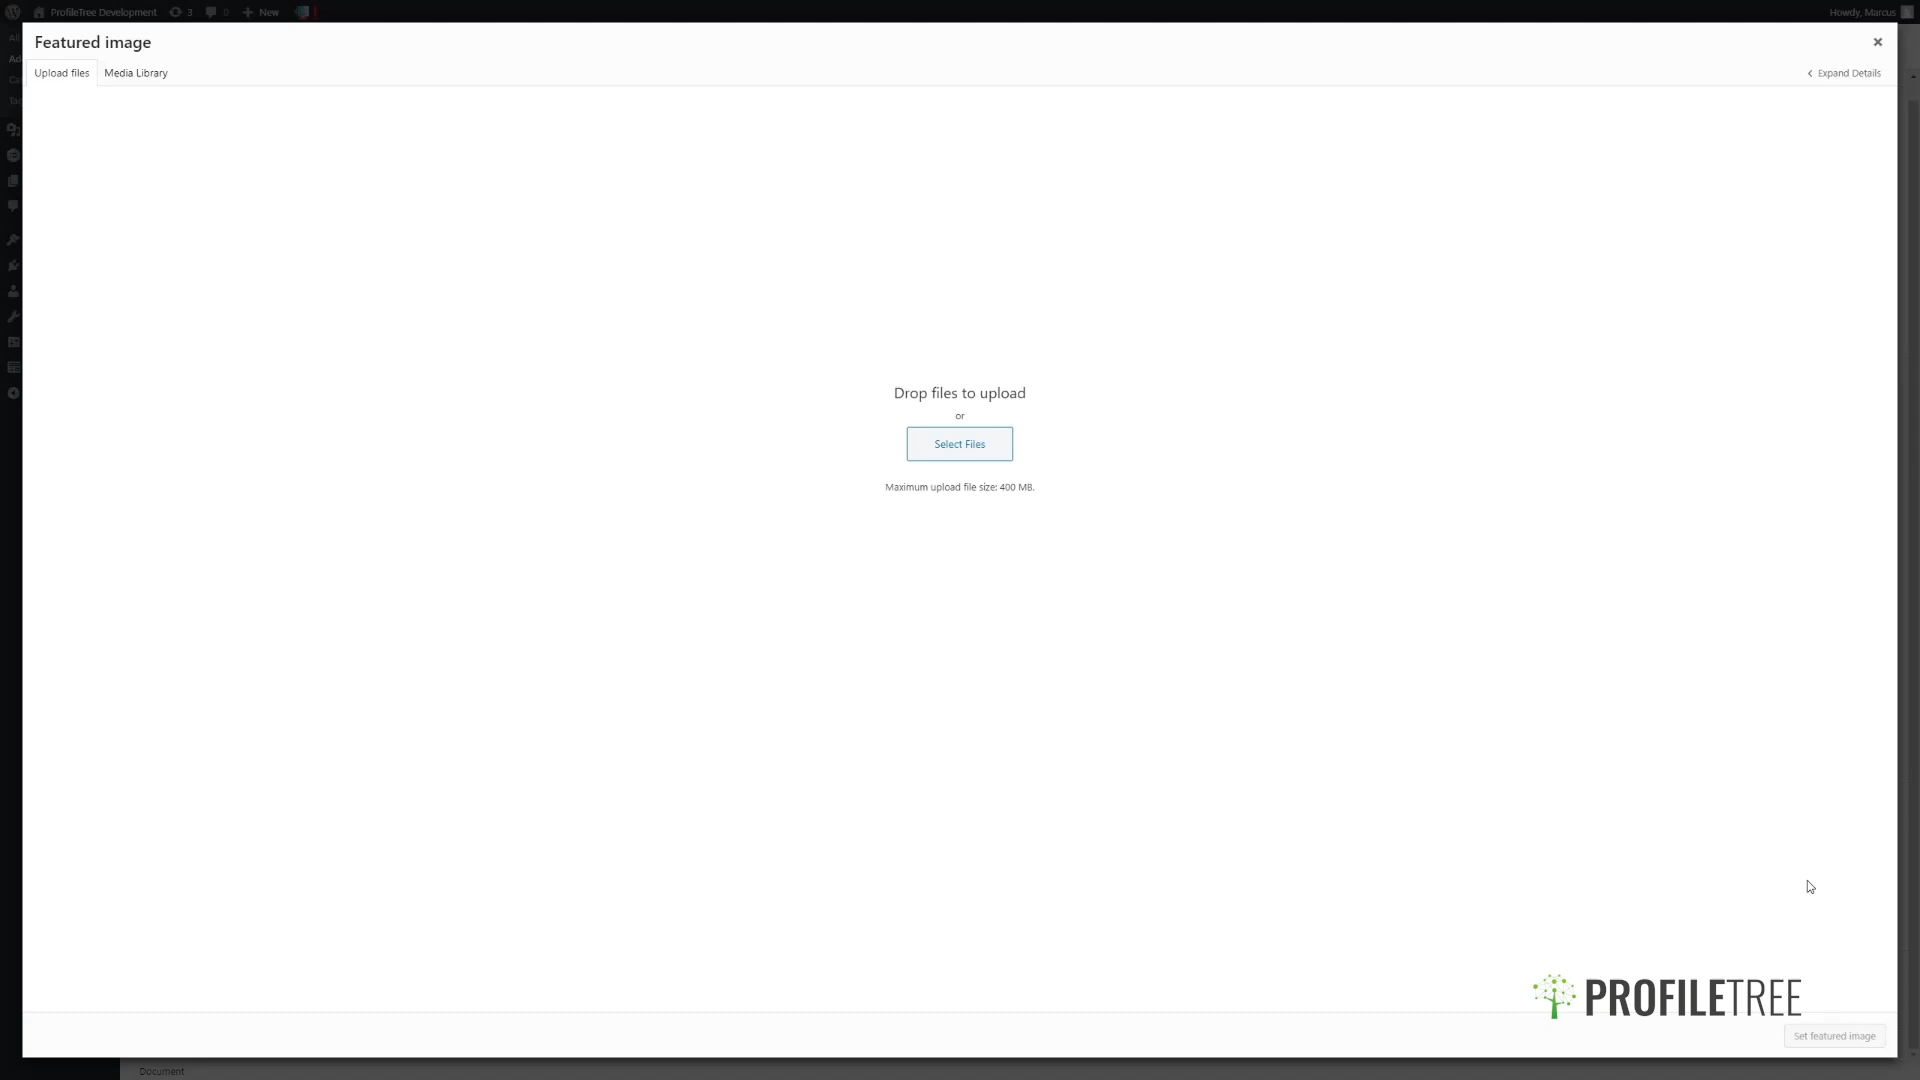 ProfileTree Development 3 0 New Howdy, Marcus
Featured image
Upload files Media Library Expand Details
Drop files to upload
or
Select Files
Maximum upload file size: 400 MB.
PROFILETREE
Set featured image
Document